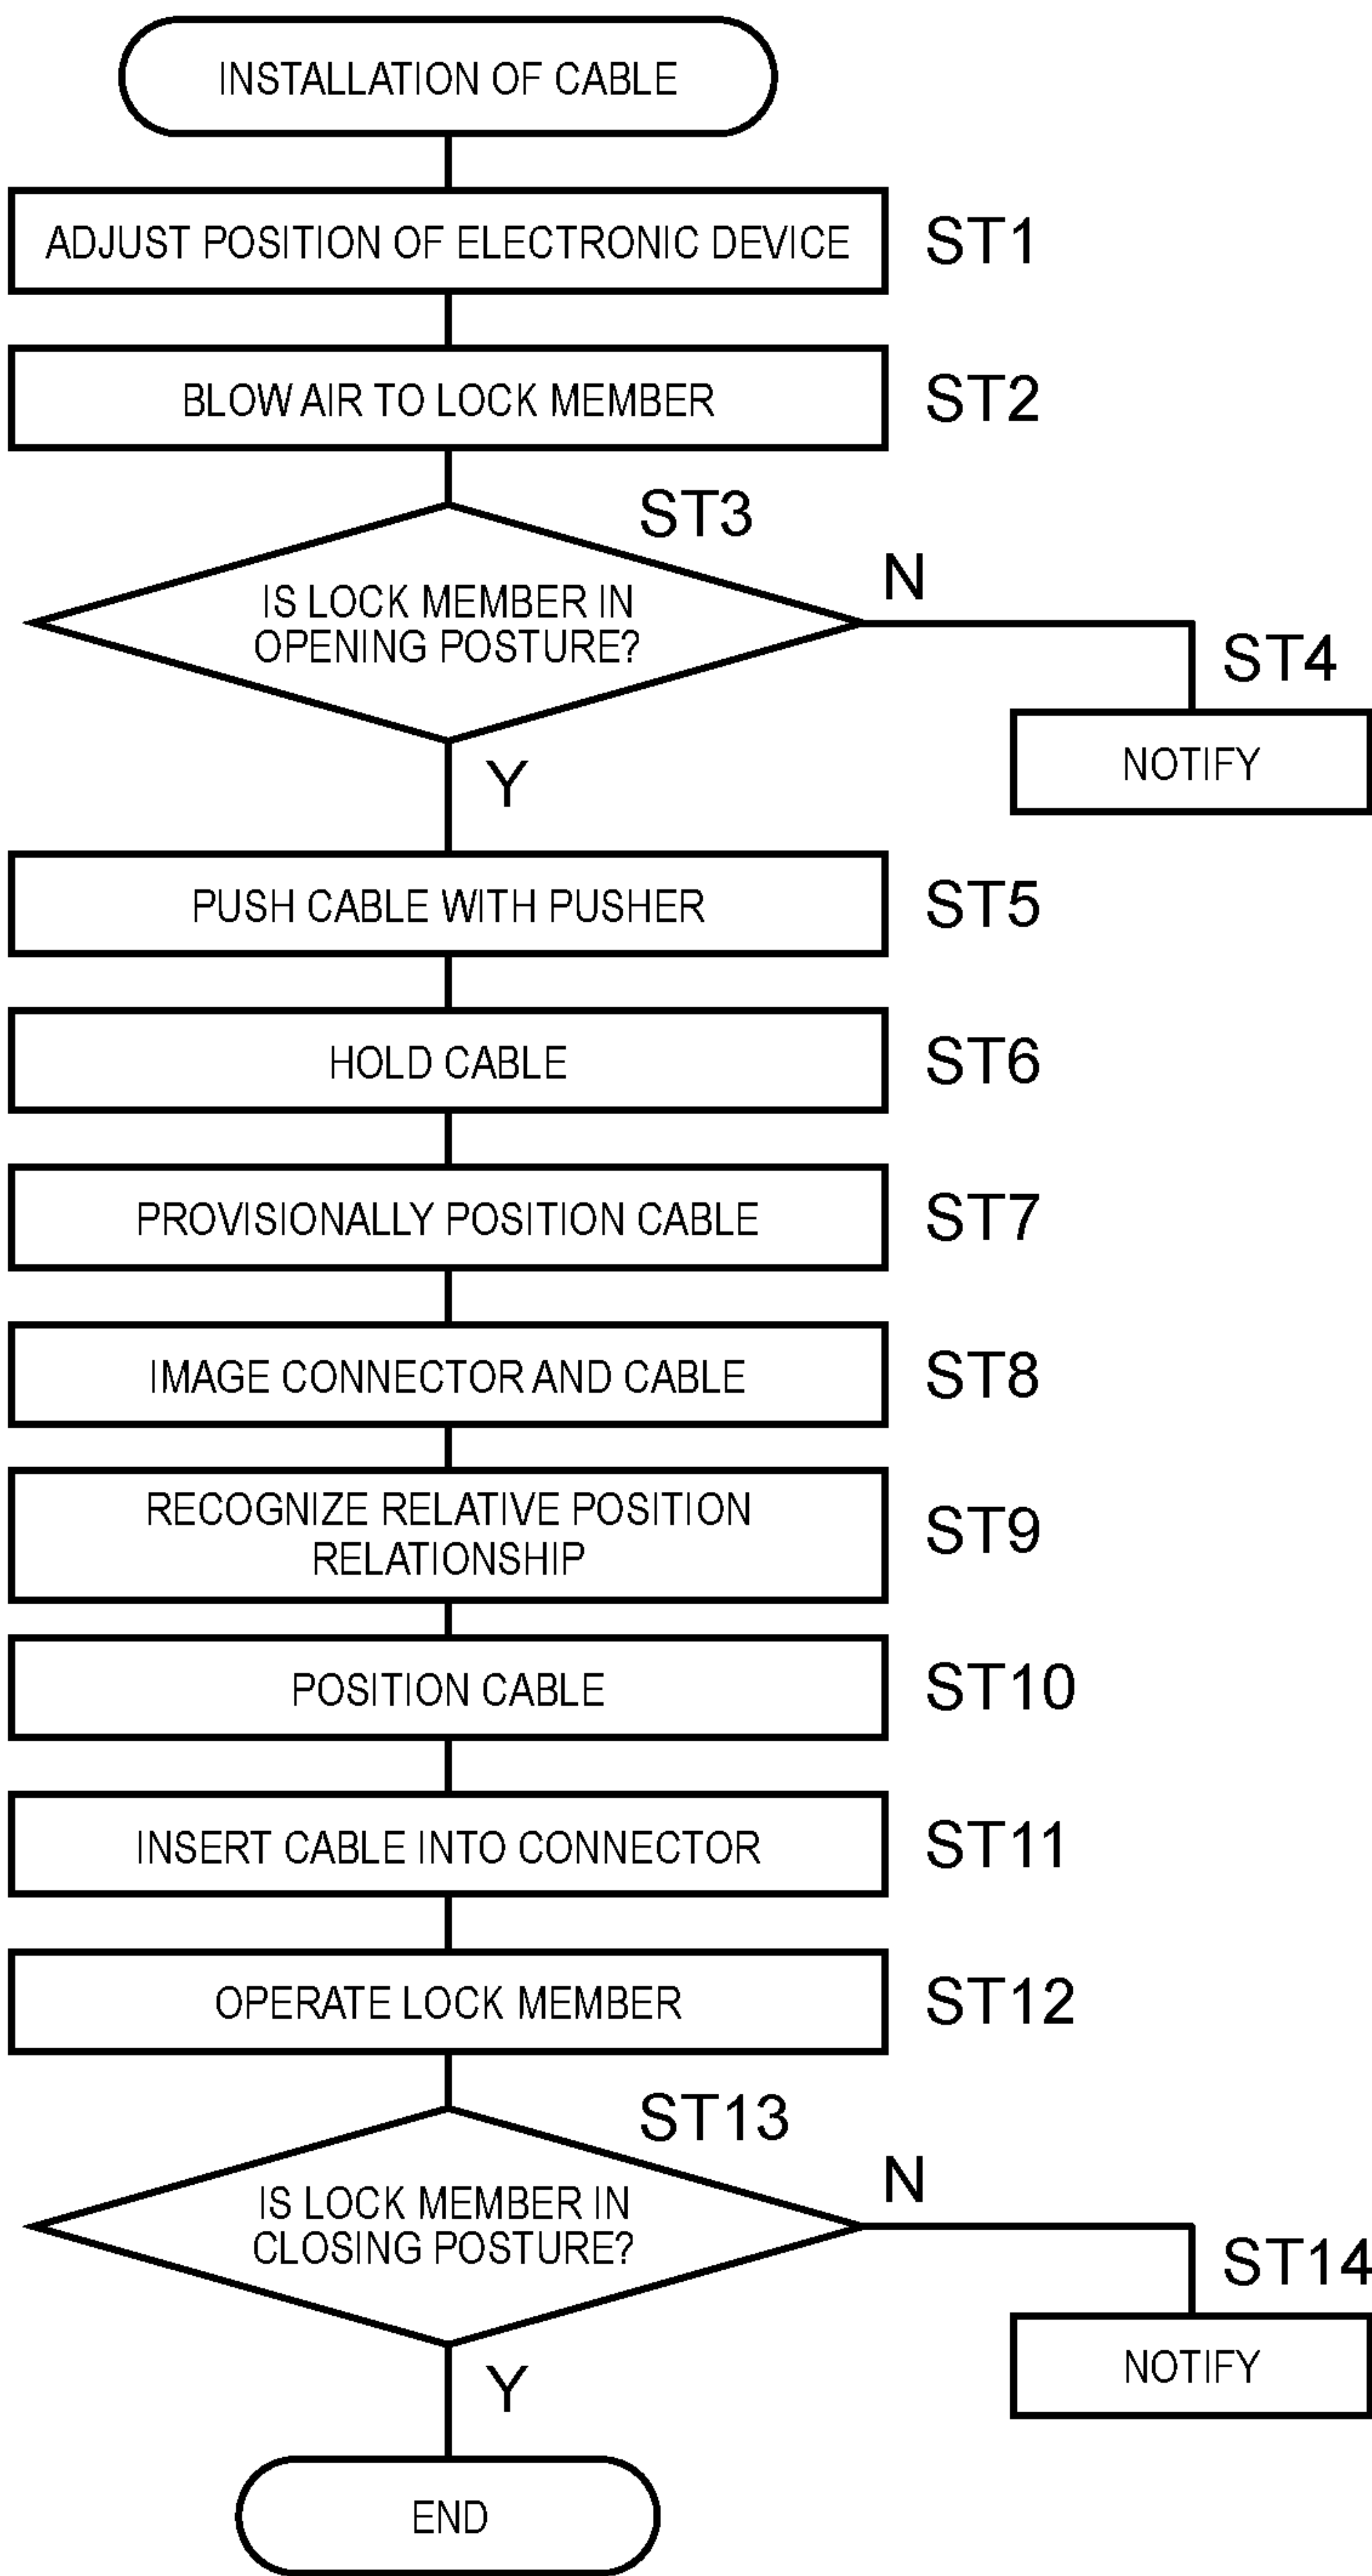 INSTALLATION OF CABLE
ADJUST POSITION OF ELECTRONIC DEVICE
ST1
BLOW AIR TO LOCK MEMBER
ST2
ST3
IS LOCK MEMBER IN
OPENING POSTURE?
N
ST4
NOTIFY
Y
PUSH CABLE WITH PUSHER
ST5
HOLD CABLE
ST6
PROVISIONALLY POSITION CABLE
ST7
IMAGE CONNECTOR AND CABLE
ST8
RECOGNIZE RELATIVE POSITION
RELATIONSHIP
ST9
POSITION CABLE
ST10
INSERT CABLE INTO CONNECTOR
ST11
OPERATE LOCK MEMBER
ST12
ST13
IS LOCK MEMBER IN
CLOSING POSTURE?
N
ST14
NOTIFY
Y
END